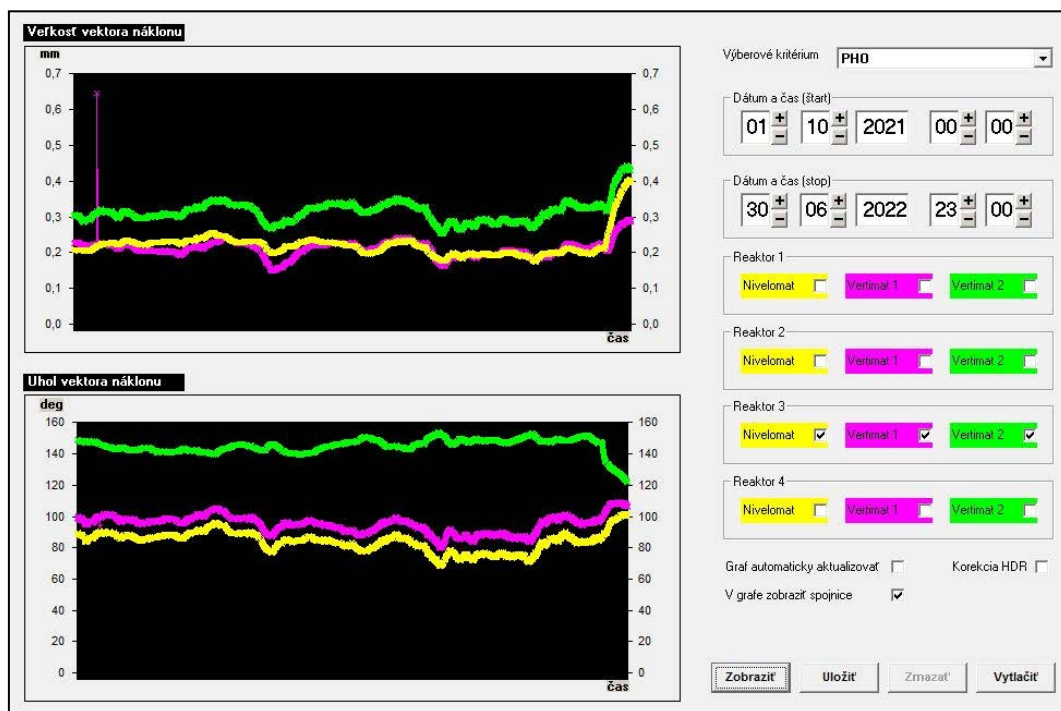 Veľkosť vektora náklonu
mm
0,7 0,7
0,6 0,6
0,5 0,5
0,4 0,4
0,3 0,3
0,2 0,2
0,1 0,1
0,0 0,0
čas
Uhol vektora náklonu
deg
160 160
140 140
120 120
100 100
80 80
60 60
40 40
20 20
0 0
čas
Výberové kritérium PHO
Dátum a čas (štart)
01 + - 10 + - 2021 00 + - 00 + -
Dátum a čas (stop)
30 + - 06 + - 2022 23 + - 00 + -
Reaktor 1
Nivelomat Vertimat 1 Vertimat 2
Reaktor 2
Nivelomat Vertimat 1 Vertimat 2
Reaktor 3
Nivelomat Vertimat 1 Vertimat 2
Reaktor 4
Nivelomat Vertimat 1 Vertimat 2
Graf automaticky aktualizovať Korekcia HDR
V grafe zobraziť spojnice
Zobraziť Uložiť Zmazať Vytlačiť